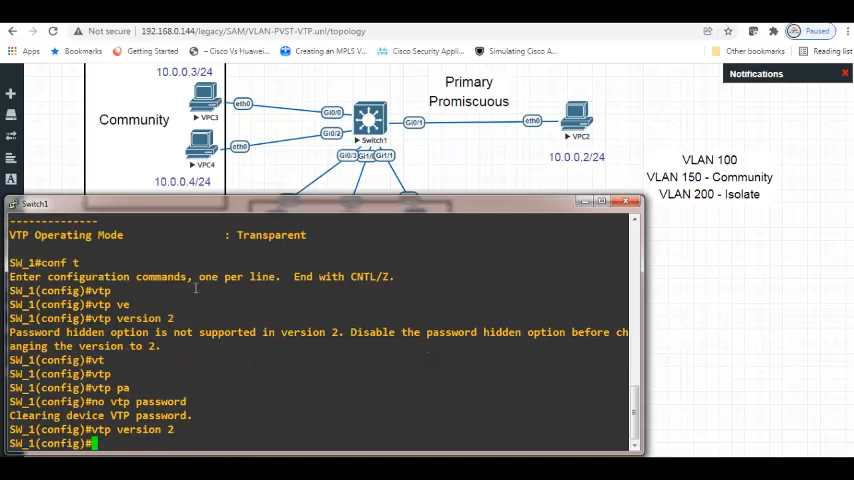 Not secure
192.168.0.144/legacy/SAM/VLAN-PVST-VTP.unl/topology
Paused
Apps
Bookmarks
Getting Started
– Cisco Vs Huawei...
Creating an MPLS V...
Cisco Security Appl...
Simulating Cisco A...
Other bookmarks
Reading list
Notifications
10.0.0.3/24
Community
VPC3
eth0
Gi0/0
VPC4
eth0
Gi0/2
10.0.0.4/24
Switch1
Gi0/3
Gi1/1
Gi0/1
Primary
Promiscuous
eth0
VPC2
10.0.0.2/24
VLAN 100
VLAN 150 - Community
VLAN 200 - Isolate
Switch1
--------------
VTP Operating Mode : Transparent
SW_1#conf t
Enter configuration commands, one per line. End with CNTL/Z.
SW_1(config)#vtp
SW_1(config)#vtp ve
SW_1(config)#vtp version 2
Password hidden option is not supported in version 2. Disable the password hidden option before ch
anging the version to 2.
SW_1(config)#vt
SW_1(config)#vtp
SW_1(config)#vtp pa
SW_1(config)#no vtp password
Clearing device VTP password.
SW_1(config)#vtp version 2
SW_1(config)#